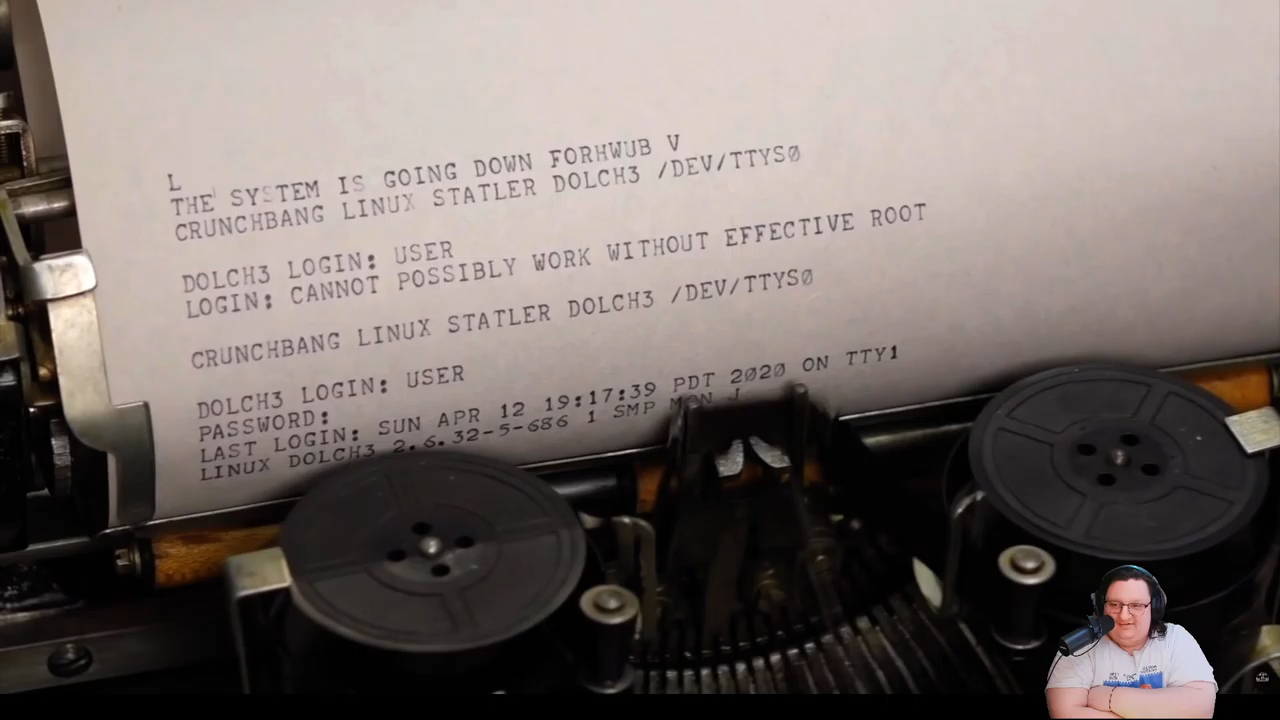 L
THE SYSTEM IS GOING DOWN FORHWUB V
CRUNCHBANG LINUX STATLER DOLCH3 /DEV/TTYS0
DOLCH3 LOGIN: USER
LOGIN: CANNOT POSSIBLY WORK WITHOUT EFFECTIVE ROOT
CRUNCHBANG LINUX STATLER DOLCH3 /DEV/TTYS0
DOLCH3 LOGIN: USER
PASSWORD:
LAST LOGIN: SUN APR 12 19:17:39 PDT 2020 ON TTY1
LINUX DOLCH3 2.6.32-5-686 1 SMP MON J